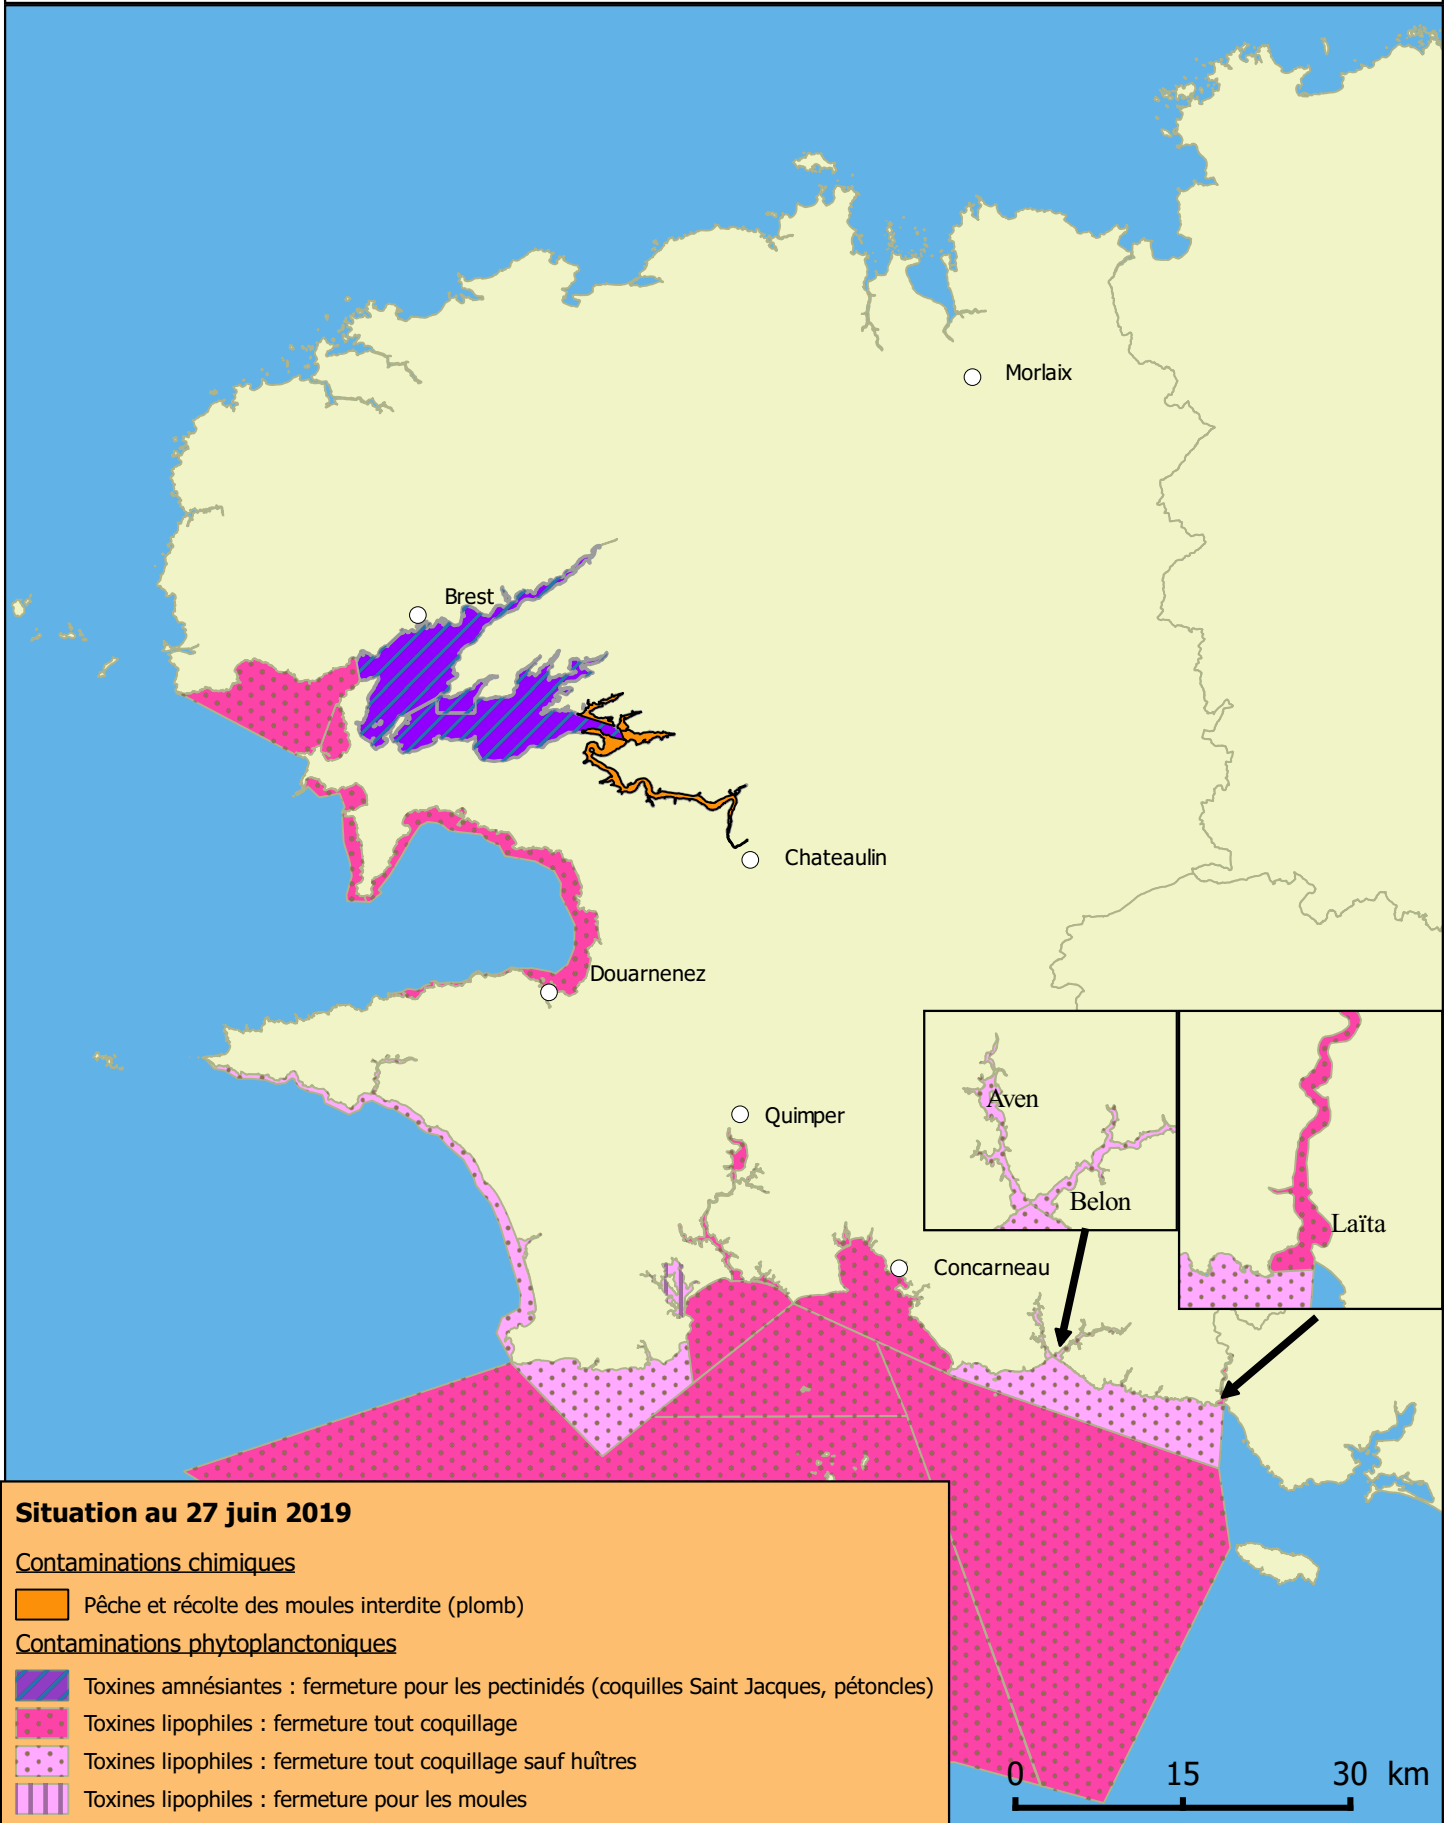 Morlaix
Brest
Chateaulin
Douarnenez
Quimper
Aven
Belon
Laïta
Concarneau
Situation au 27 juin 2019
Contaminations chimiques
Pêche et récolte des moules interdite (plomb)
Contaminations phytoplanctoniques
Toxines amnésiantes : fermeture pour les pectinidés (coquilles Saint Jacques, pétoncles)
Toxines lipophiles : fermeture tout coquillage
Toxines lipophiles : fermeture tout coquillage sauf huîtres
Toxines lipophiles : fermeture pour les moules
0 15 30 km